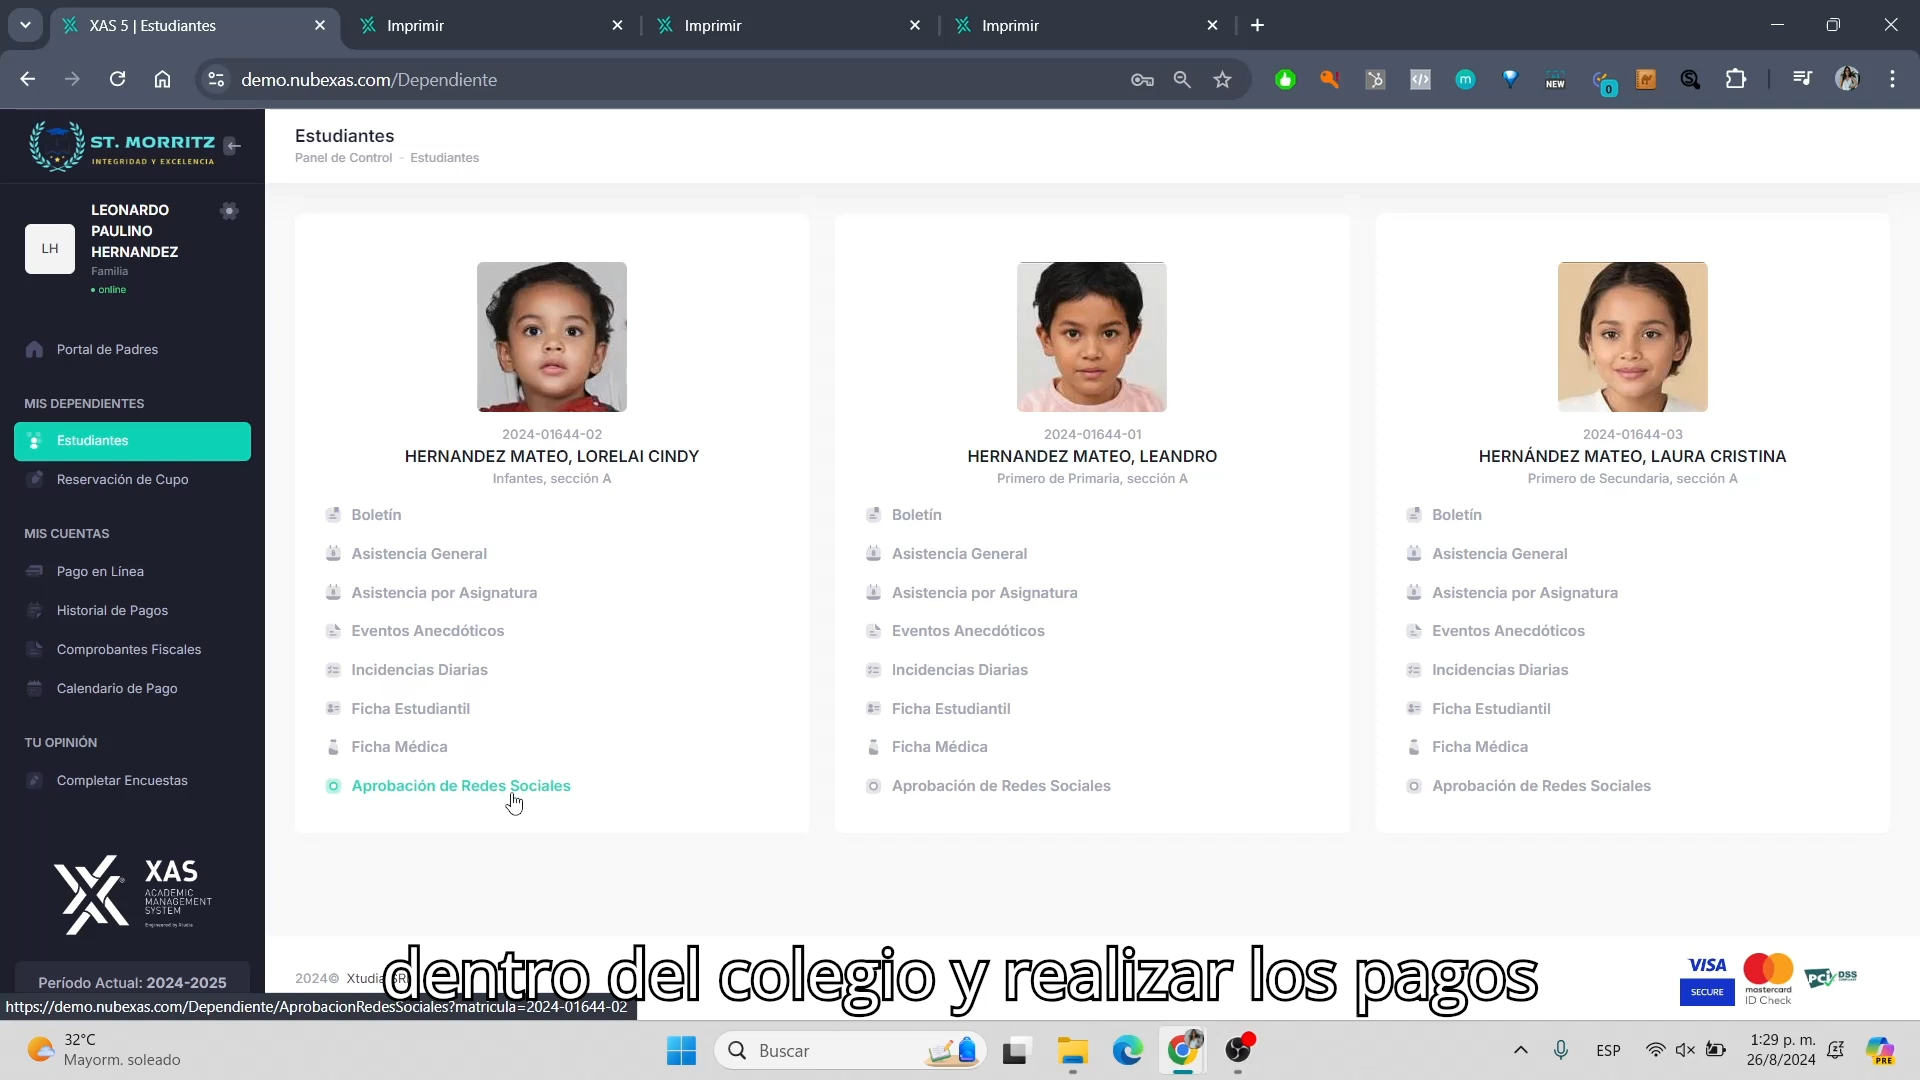 XAS 5 | Estudiantes
Imprimir
Imprimir
Imprimir
demo.nubexas.com/Dependiente
NEW
0
ST. MORRITZ
INTEGRIDAD Y EXCELENCIA
LH
LEONARDO
PAULINO
HERNANDEZ
Familia
online
Portal de Padres
MIS DEPENDIENTES
Estudiantes
Reservación de Cupo
MIS CUENTAS
Pago en Línea
Historial de Pagos
Comprobantes Fiscales
Calendario de Pago
TU OPINIÓN
Completar Encuestas
XAS
ACADEMIC
MANAGEMENT
SYSTEM
Engineered by Xtudia
Período Actual: 2024-2025
Estudiantes
Panel de Control - Estudiantes
2024-01644-02
HERNANDEZ MATEO, LORELAI CINDY
Infantes, sección A
Boletín
Asistencia General
Asistencia por Asignatura
Eventos Anecdóticos
Incidencias Diarias
Ficha Estudiantil
Ficha Médica
Aprobación de Redes Sociales
2024-01644-01
HERNANDEZ MATEO, LEANDRO
Primero de Primaria, sección A
Boletín
Asistencia General
Asistencia por Asignatura
Eventos Anecdóticos
Incidencias Diarias
Ficha Estudiantil
Ficha Médica
Aprobación de Redes Sociales
2024-01644-03
HERNÁNDEZ MATEO, LAURA CRISTINA
Primero de Secundaria, sección A
Boletín
Asistencia General
Asistencia por Asignatura
Eventos Anecdóticos
Incidencias Diarias
Ficha Estudiantil
Ficha Médica
Aprobación de Redes Sociales
2024©
dentro del colegio y realizar los pagos
VISA
SECURE
mastercard
ID Check
PCI DSS
https://demo.nubexas.com/Dependiente/AprobacionRedesSociales?matricula=2024-01644-02
32°C
Mayorm. soleado
Buscar
ESP
1:29 p. m.
26/8/2024
PRE